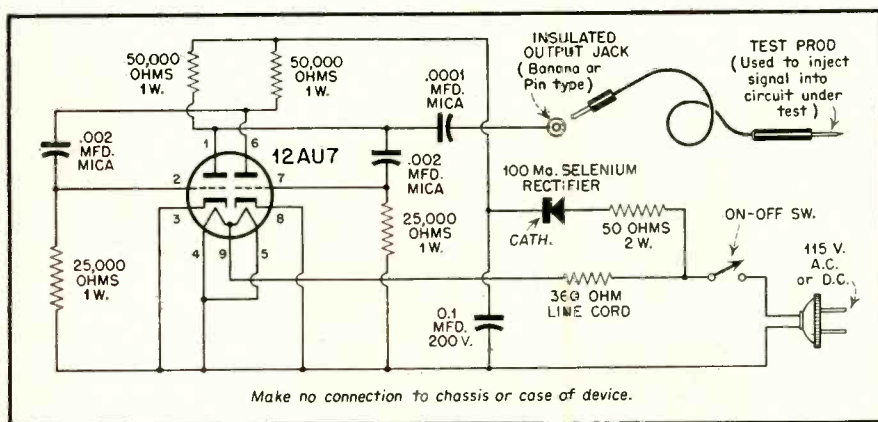 50,000
OHMS
1 W.
50,000
OHMS
1 W.
.0001
MFD.
MICA
INSULATED
OUTPUT JACK
(Banana or
Pin type)
TEST PROD
(Used to inject
signal into
circuit under
test)
.002
MFD.
MICA
1
6
12AU7
.002
MFD.
MICA
2
7
3
8
4
9
5
25,000
OHMS
1 W.
25,000
OHMS
1 W.
100 Ma. SELENIUM
RECTIFIER
CATH.
50 OHMS
2 W.
ON-OFF SW.
115 V.
A.C.
or D.C.
360 OHM
LINE CORD
0.1
MFD.
200 V.
Make no connection to chassis or case of device.